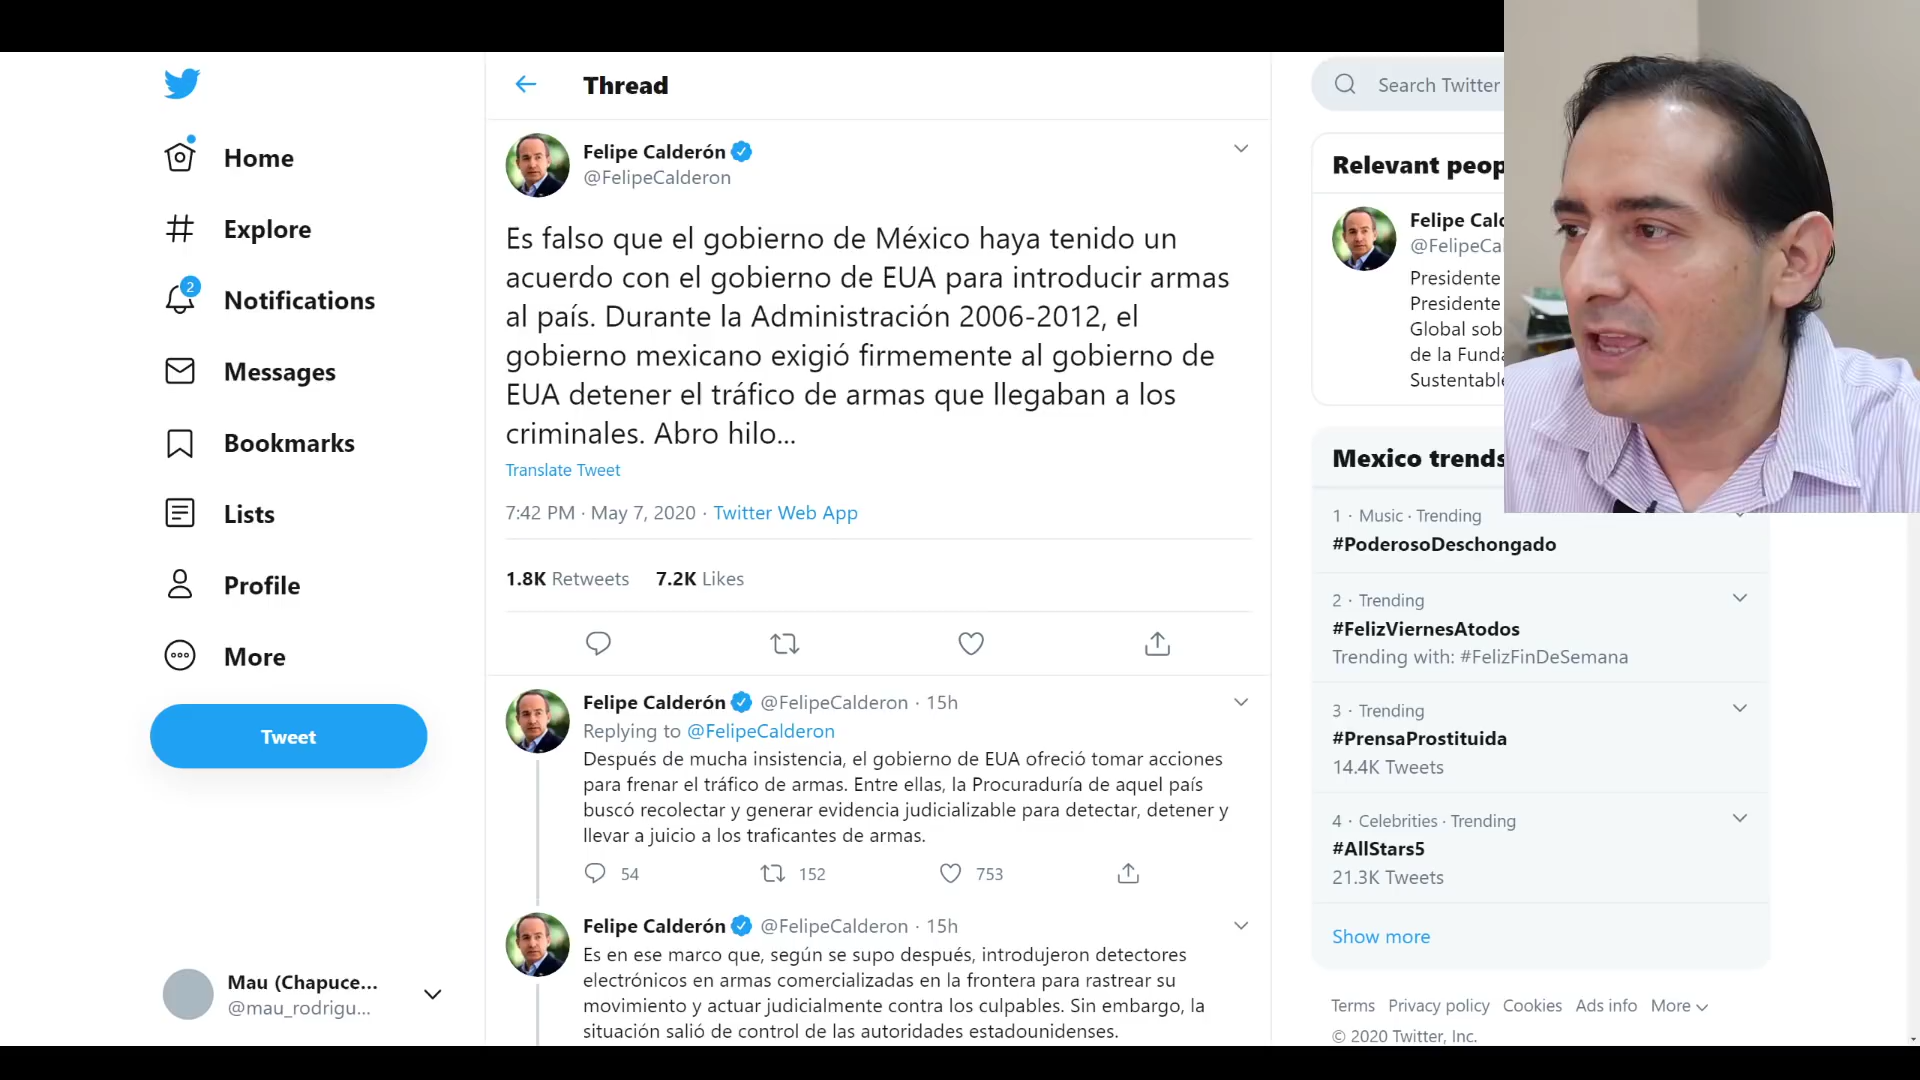 Thread
Home
Explore
2
Notifications
Messages
Bookmarks
Lists
Profile
More
Tweet
Mau (Chapuce...
@mau_rodrigu...
Felipe Calderón
@FelipeCalderon
Es falso que el gobierno de México haya tenido un
acuerdo con el gobierno de EUA para introducir armas
al país. Durante la Administración 2006-2012, el
gobierno mexicano exigió firmemente al gobierno de
EUA detener el tráfico de armas que llegaban a los
criminales. Abro hilo...
Translate Tweet
7:42 PM · May 7, 2020 · Twitter Web App
1.8K Retweets 7.2K Likes
Felipe Calderón @FelipeCalderon · 15h
Replying to @FelipeCalderon
Después de mucha insistencia, el gobierno de EUA ofreció tomar acciones
para frenar el tráfico de armas. Entre ellas, la Procuraduría de aquel país
buscó recolectar y generar evidencia judicializable para detectar, detener y
llevar a juicio a los traficantes de armas.
54 152 753
Felipe Calderón @FelipeCalderon · 15h
Es en ese marco que, según se supo después, introdujeron detectores
electrónicos en armas comercializadas en la frontera para rastrear su
movimiento y actuar judicialmente contra los culpables. Sin embargo, la
situación salió de control de las autoridades estadounidenses.
Search Twitter
Relevant peop
Felipe Calc
@FelipeCa
Presidente
Presidente
Global sob
de la Funda
Sustentable
Mexico trends
1 · Music · Trending
#PoderosoDeschongado
2 · Trending
#FelizViernesAtodos
Trending with: #FelizFinDeSemana
3 · Trending
#PrensaProstituida
14.4K Tweets
4 · Celebrities · Trending
#AllStars5
21.3K Tweets
Show more
Terms Privacy policy Cookies Ads info More
© 2020 Twitter, Inc.